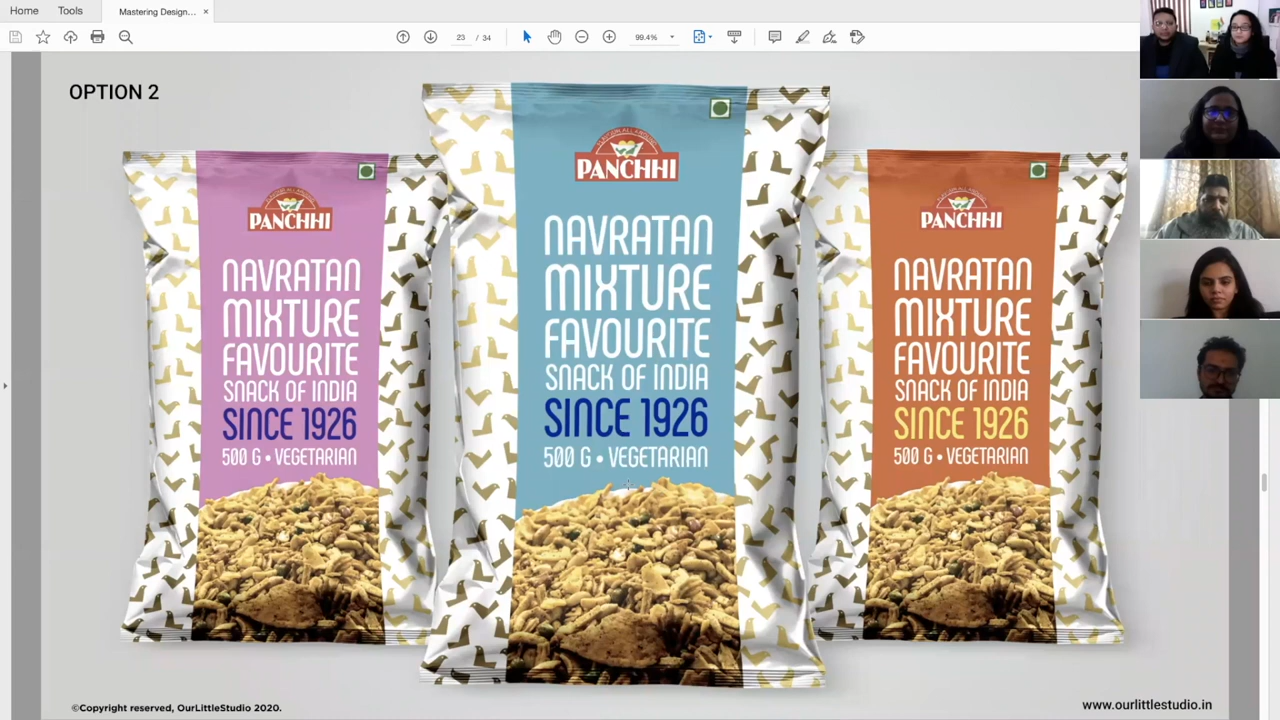 Home Tools Mastering Design... ×
23 / 34 99.4%
OPTION 2
PANCHHI
NAVRATAN
MIXTURE
FAVOURITE
SNACK OF INDIA
SINCE 1926
500 G • VEGETARIAN
PANCHHI
NAVRATAN
MIXTURE
FAVOURITE
SNACK OF INDIA
SINCE 1926
500 G • VEGETARIAN
PANCHHI
NAVRATAN
MIXTURE
FAVOURITE
SNACK OF INDIA
SINCE 1926
500 G • VEGETARIAN
©Copyright reserved, OurLittleStudio 2020.
www.ourlittlestudio.in